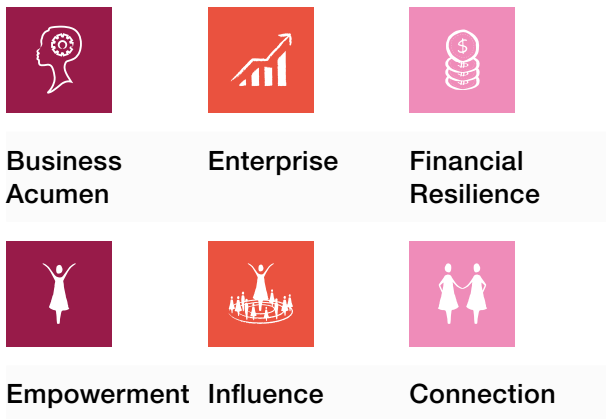 Business
Acumen
Enterprise
Financial
Resilience
Empowerment
Influence
Connection